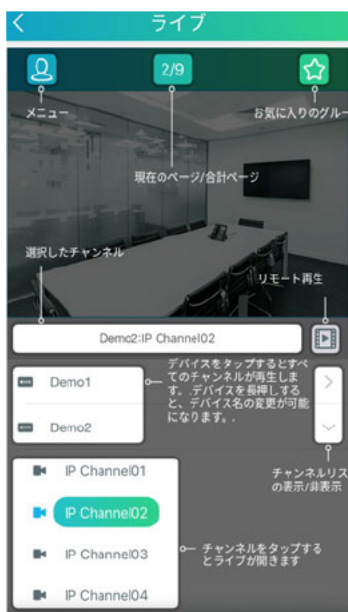 ライブ
2/9
メニュー
お気に入りのグルー
現在のページ/合計ページ
選択したチャンネル
リモート再生
Demo2:IP Channel02
デバイスをタップするとすべ
てのチャンネルが再生しま
す。.デバイスを長押しする
と、デバイス名の変更が可能
になります。.
Demo1
Demo2
チャンネルリス
の表示/非表示
IP Channel01
IP Channel02
IP Channel03
IP Channel04
チャンネルをタップする
とライブが開きます